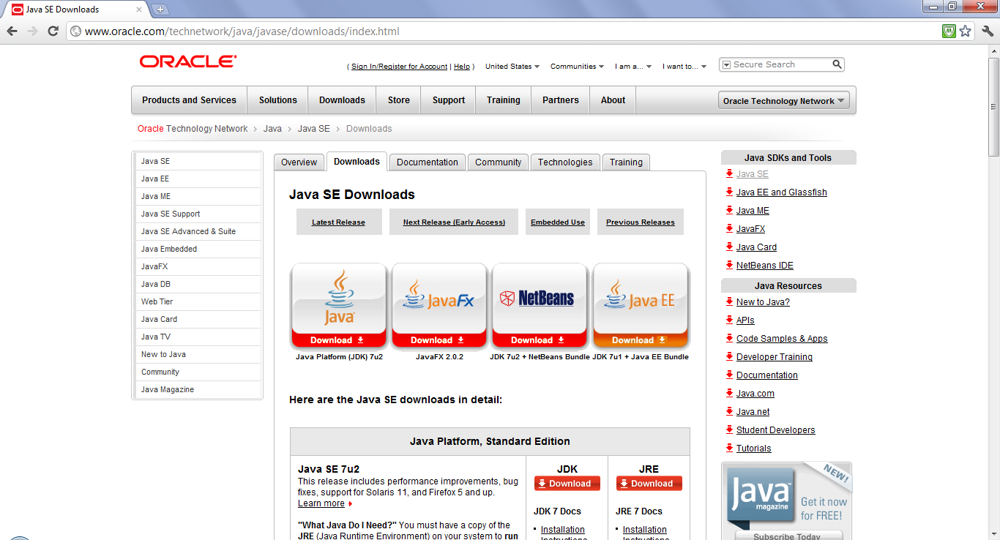 Java SE Downloads
www.oracle.com/technetwork/java/javase/downloads/index.html
ORACLE
( Sign In/Register for Account | Help ) United States Communities I am a... I want to... Secure Search
Products and Services Solutions Downloads Store Support Training Partners About Oracle Technology Network
Oracle Technology Network > Java > Java SE > Downloads
Java SE
Java EE
Java ME
Java SE Support
Java SE Advanced & Suite
Java Embedded
JavaFX
Java DB
Web Tier
Java Card
Java TV
New to Java
Community
Java Magazine
Overview Downloads Documentation Community Technologies Training
Java SE Downloads
Latest Release Next Release (Early Access) Embedded Use Previous Releases
Java JavaFX NetBeans Java EE
Download Download Download Download
Java Platform (JDK) 7u2 JavaFX 2.0.2 JDK 7u2 + NetBeans Bundle JDK 7u1 + Java EE Bundle
Here are the Java SE downloads in detail:
Java Platform, Standard Edition
Java SE 7u2
This release includes performance improvements, bug
fixes, support for Solaris 11, and Firefox 5 and up.
Learn more
"What Java Do I Need?" You must have a copy of the
JRE (Java Runtime Environment) on your system to run
JDK
Download
JDK 7 Docs
Installation
Instructions
JRE
Download
JRE 7 Docs
Installation
Instructions
Java SDKs and Tools
Java SE
Java EE and Glassfish
Java ME
JavaFX
Java Card
NetBeans IDE
Java Resources
New to Java?
APIs
Code Samples & Apps
Developer Training
Documentation
Java.com
Java.net
Student Developers
Tutorials
NEW!
Java
magazine
Get it now
for FREE!
Subscribe Today